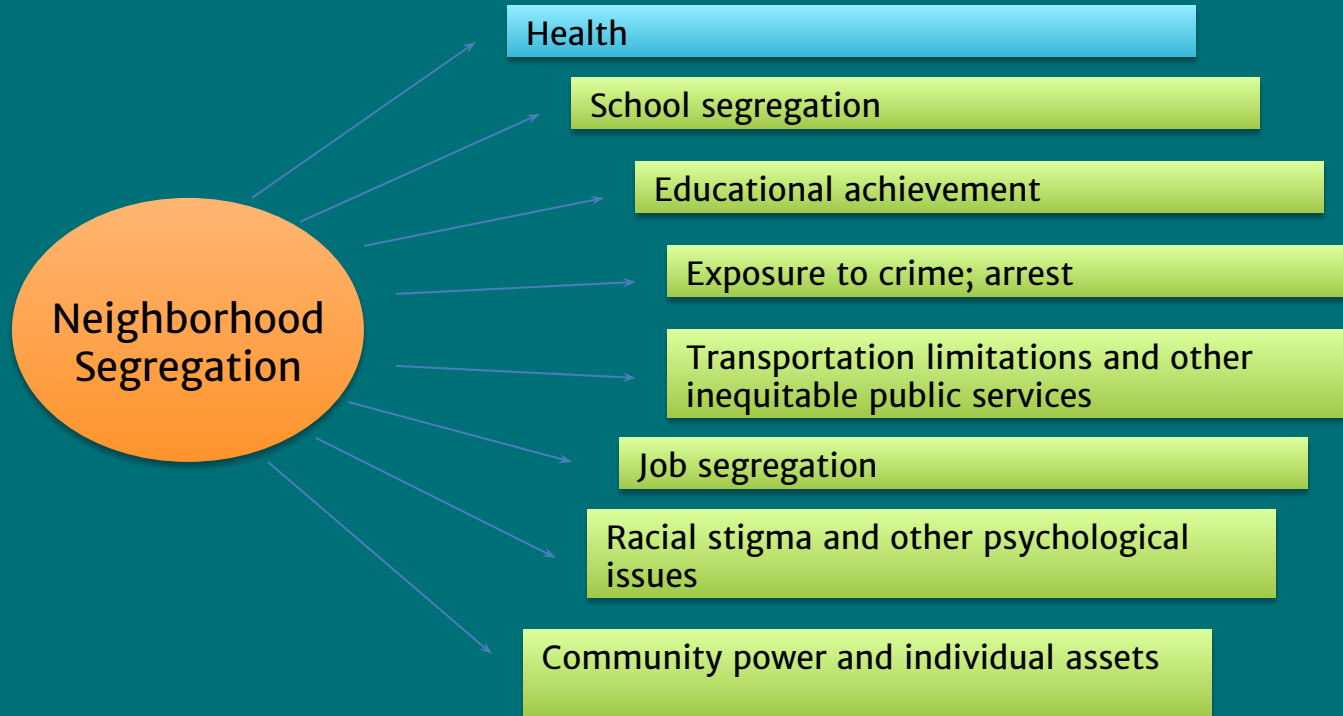 Health
School segregation
Educational achievement
Exposure to crime; arrest
Neighborhood
Segregation
Transportation limitations and other
inequitable public services
Job segregation
Racial stigma and other psychological
issues
Community power and individual assets